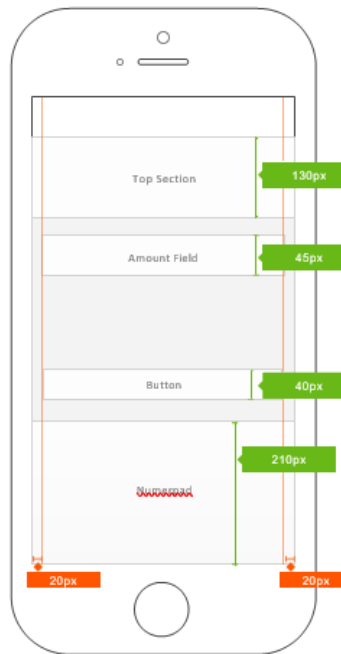 Top Section
130px
Amount Field
45px
Button
40px
210px
Numerpad
20px
20px